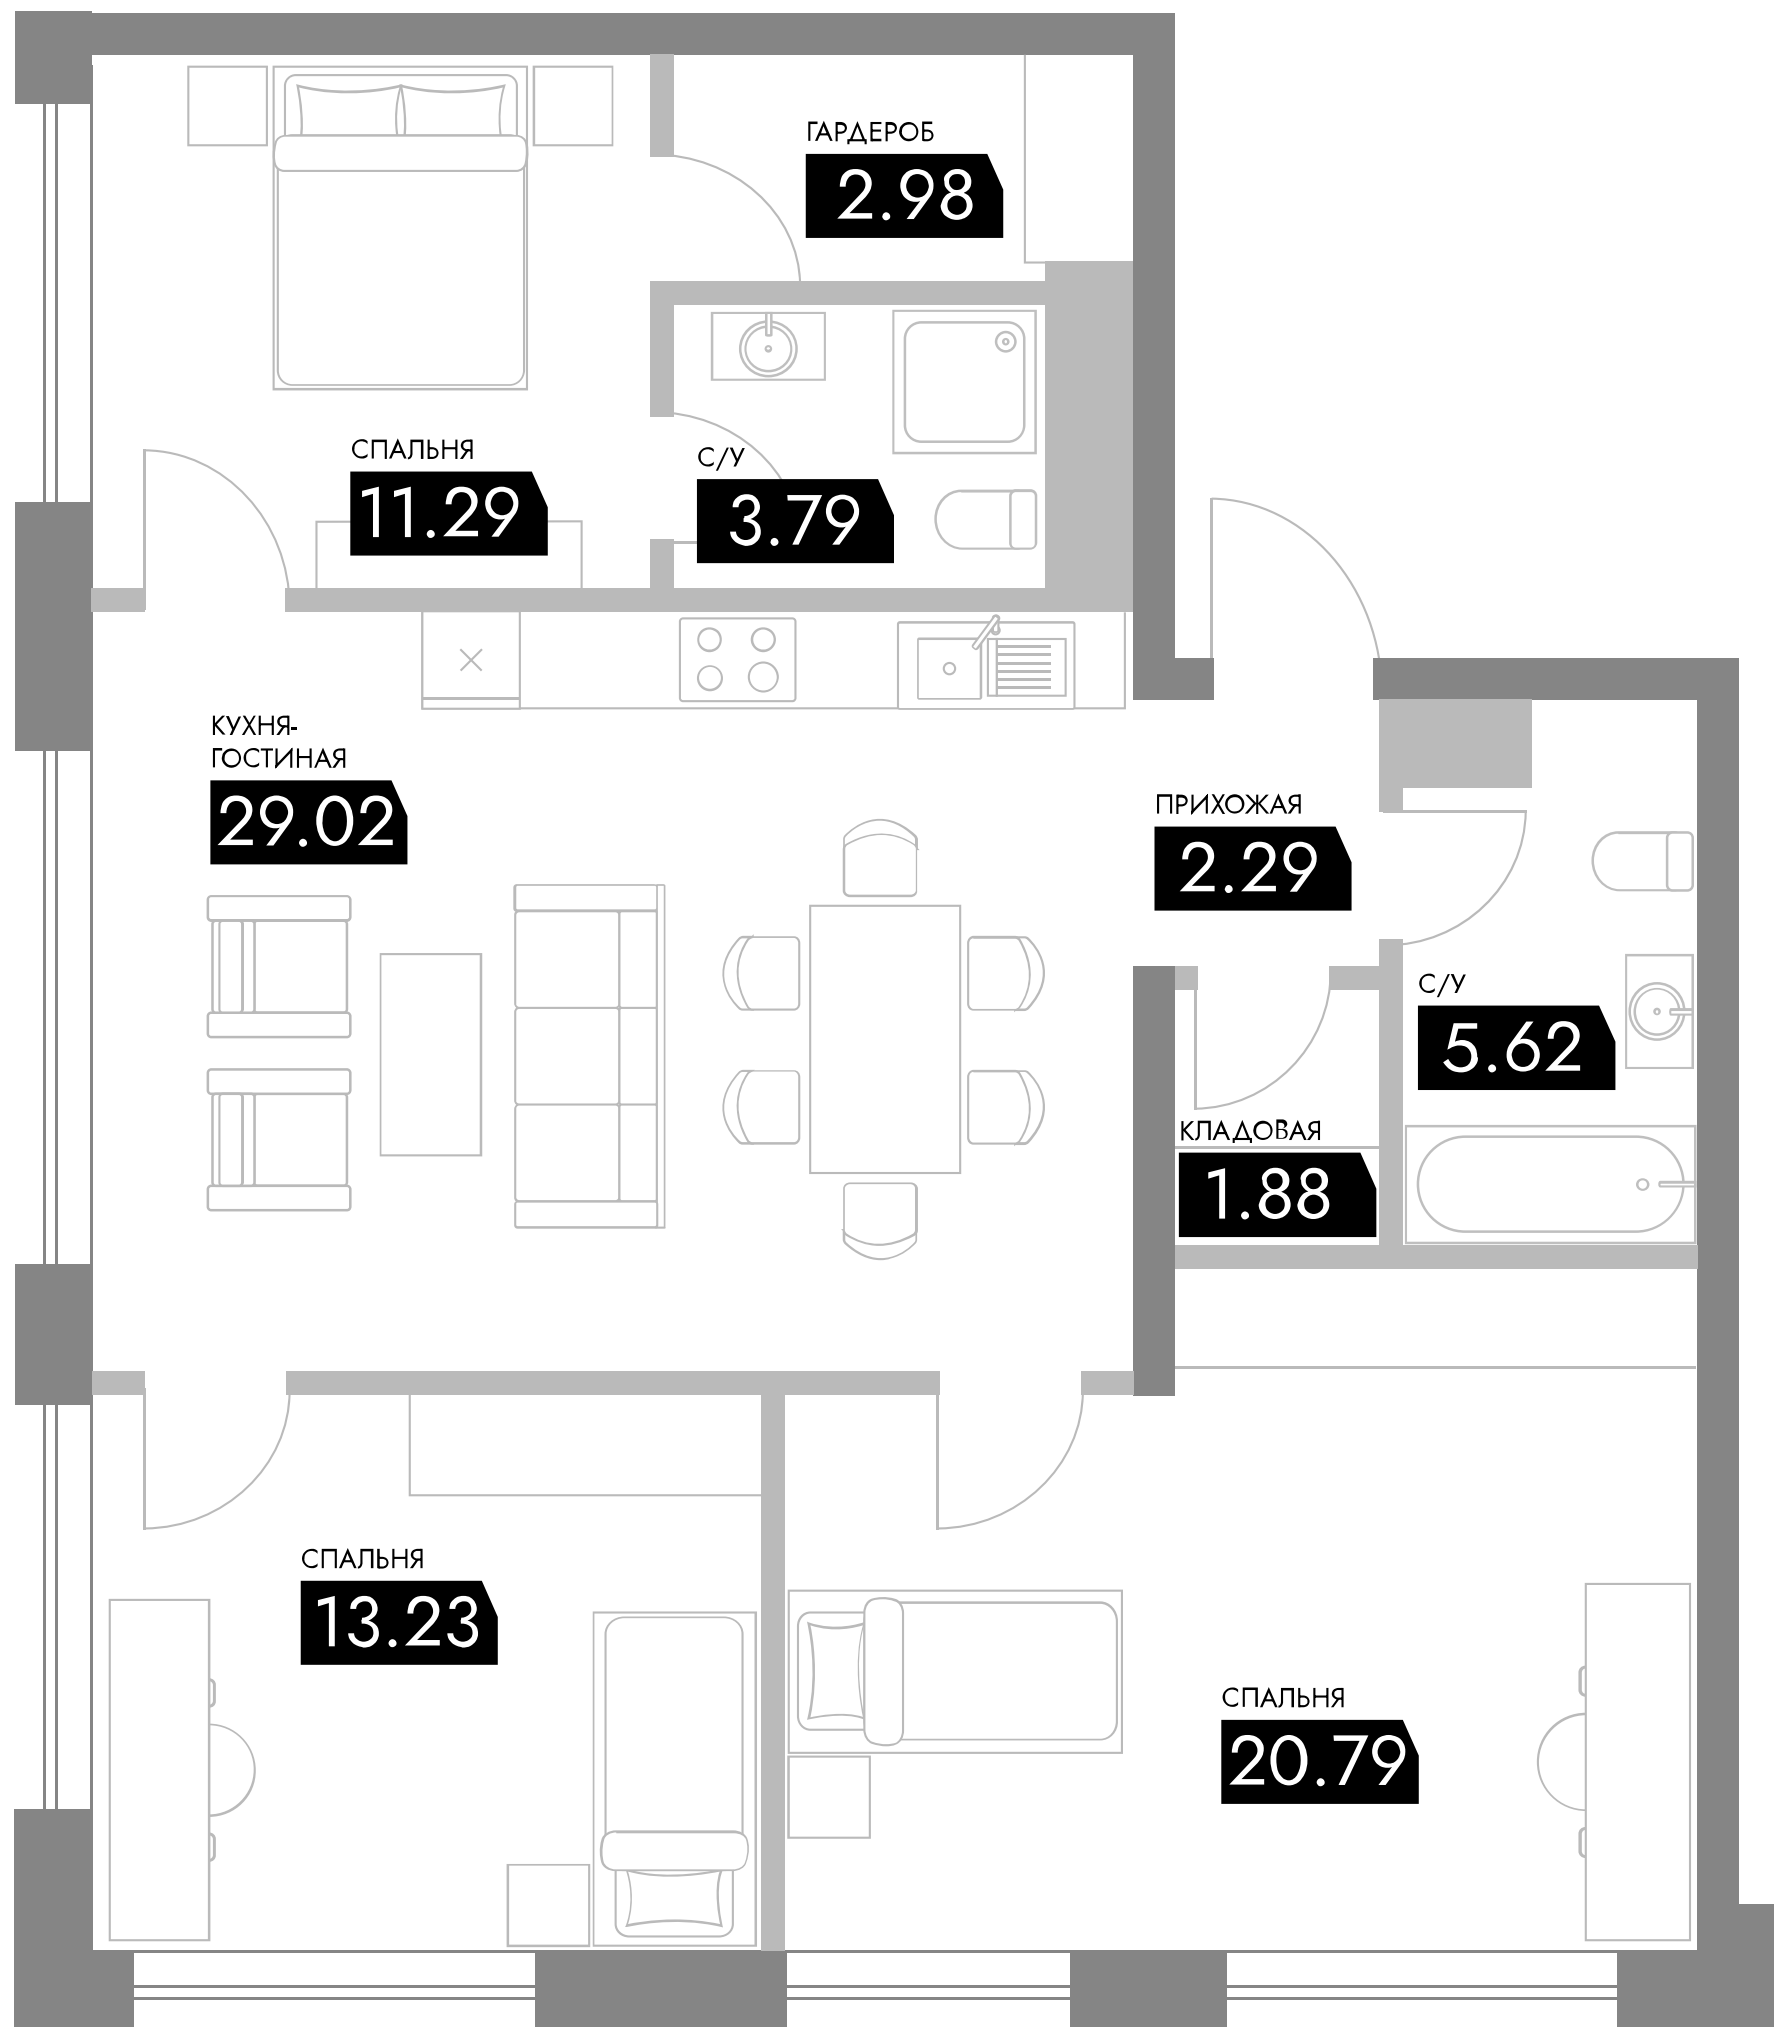 ГАРДЕРОБ
2.98
СПАЛЬНЯ
11.29
С/У
3.79
КУХНЯ-
ГОСТИНАЯ
29.02
ПРИХОЖАЯ
2.29
С/У
5.62
КЛАДОВАЯ
1.88
СПАЛЬНЯ
13.23
СПАЛЬНЯ
20.79